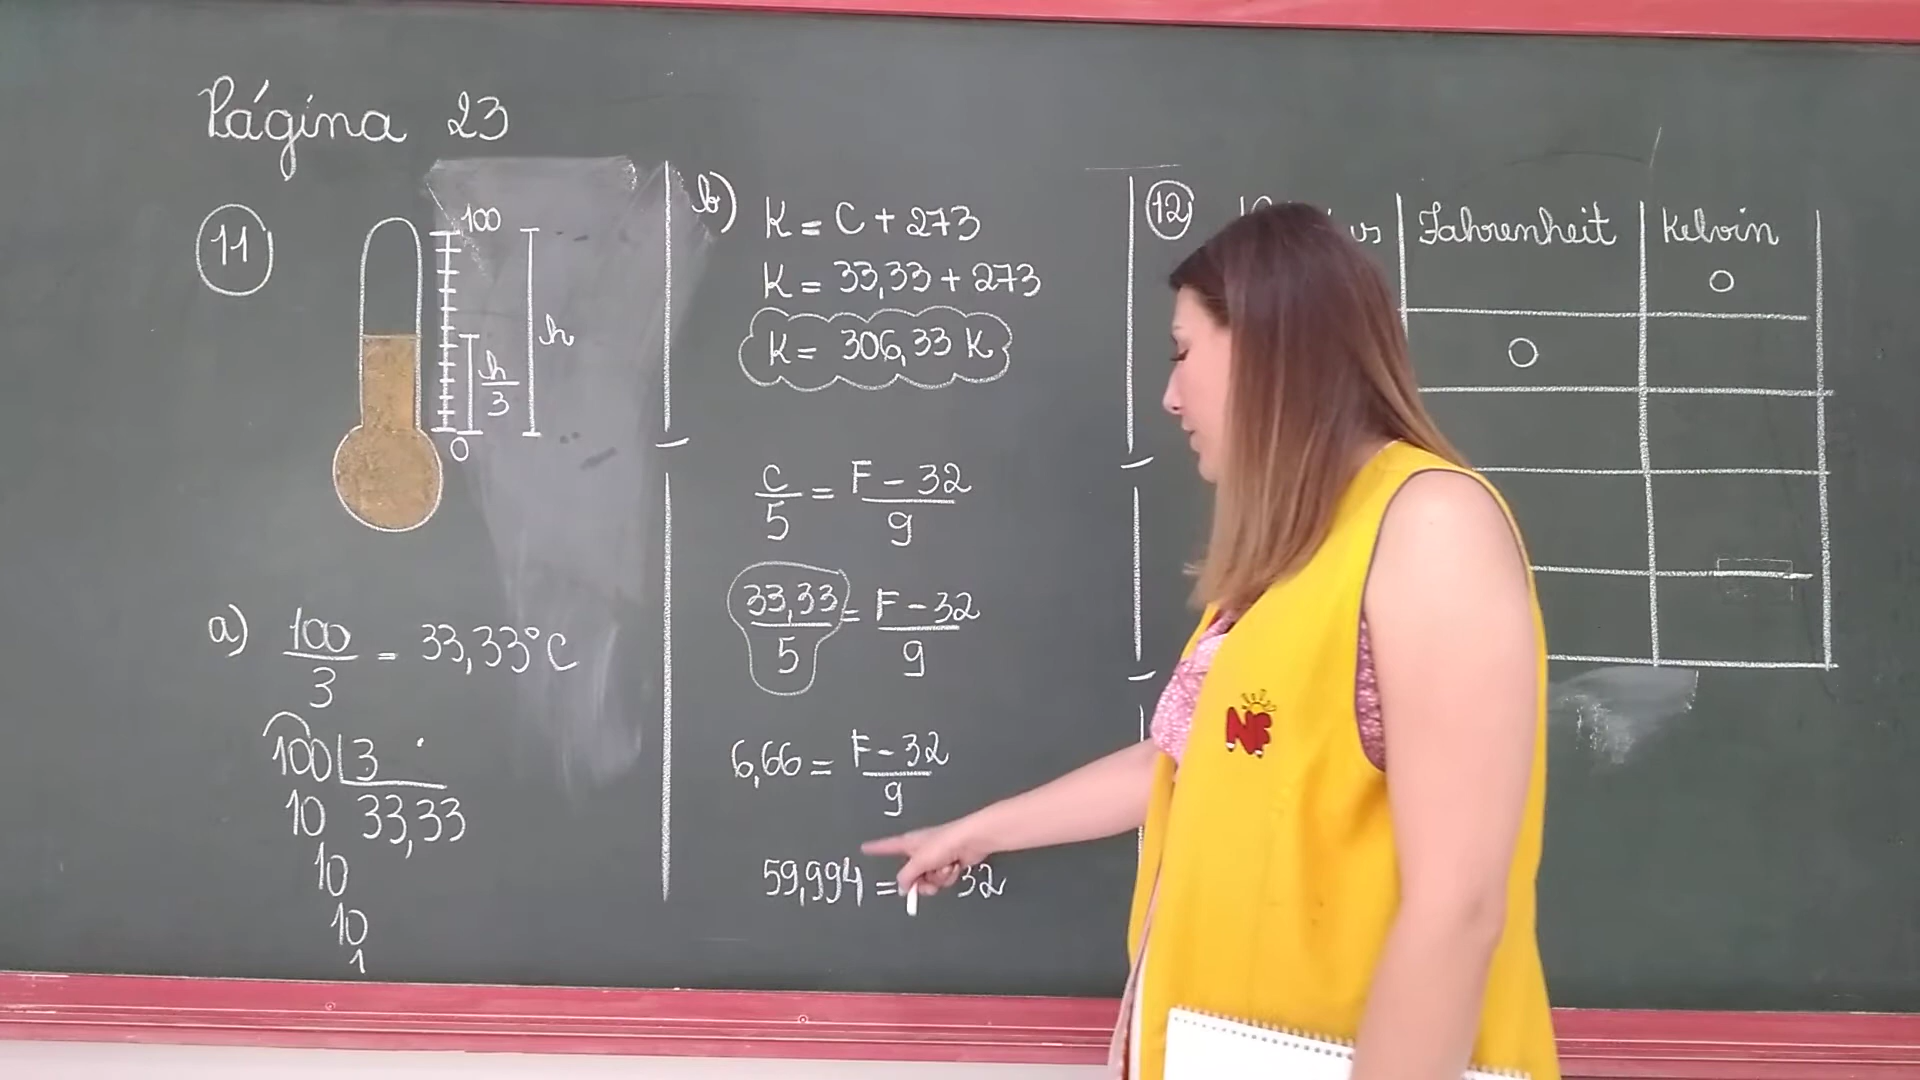 Página 23
11
100
h
h
3
0
a) 100
3
= 33,33°C
100 3
10 33,33
10
10
1
b) K = C + 273
K = 33,33 + 273
K = 306,33 K
C = F - 32
5 9
33,33 = F - 32
5 9
6,66 = F - 32
9
59,994 = 32
12
Fahrenheit Kelvin
0
0
NF